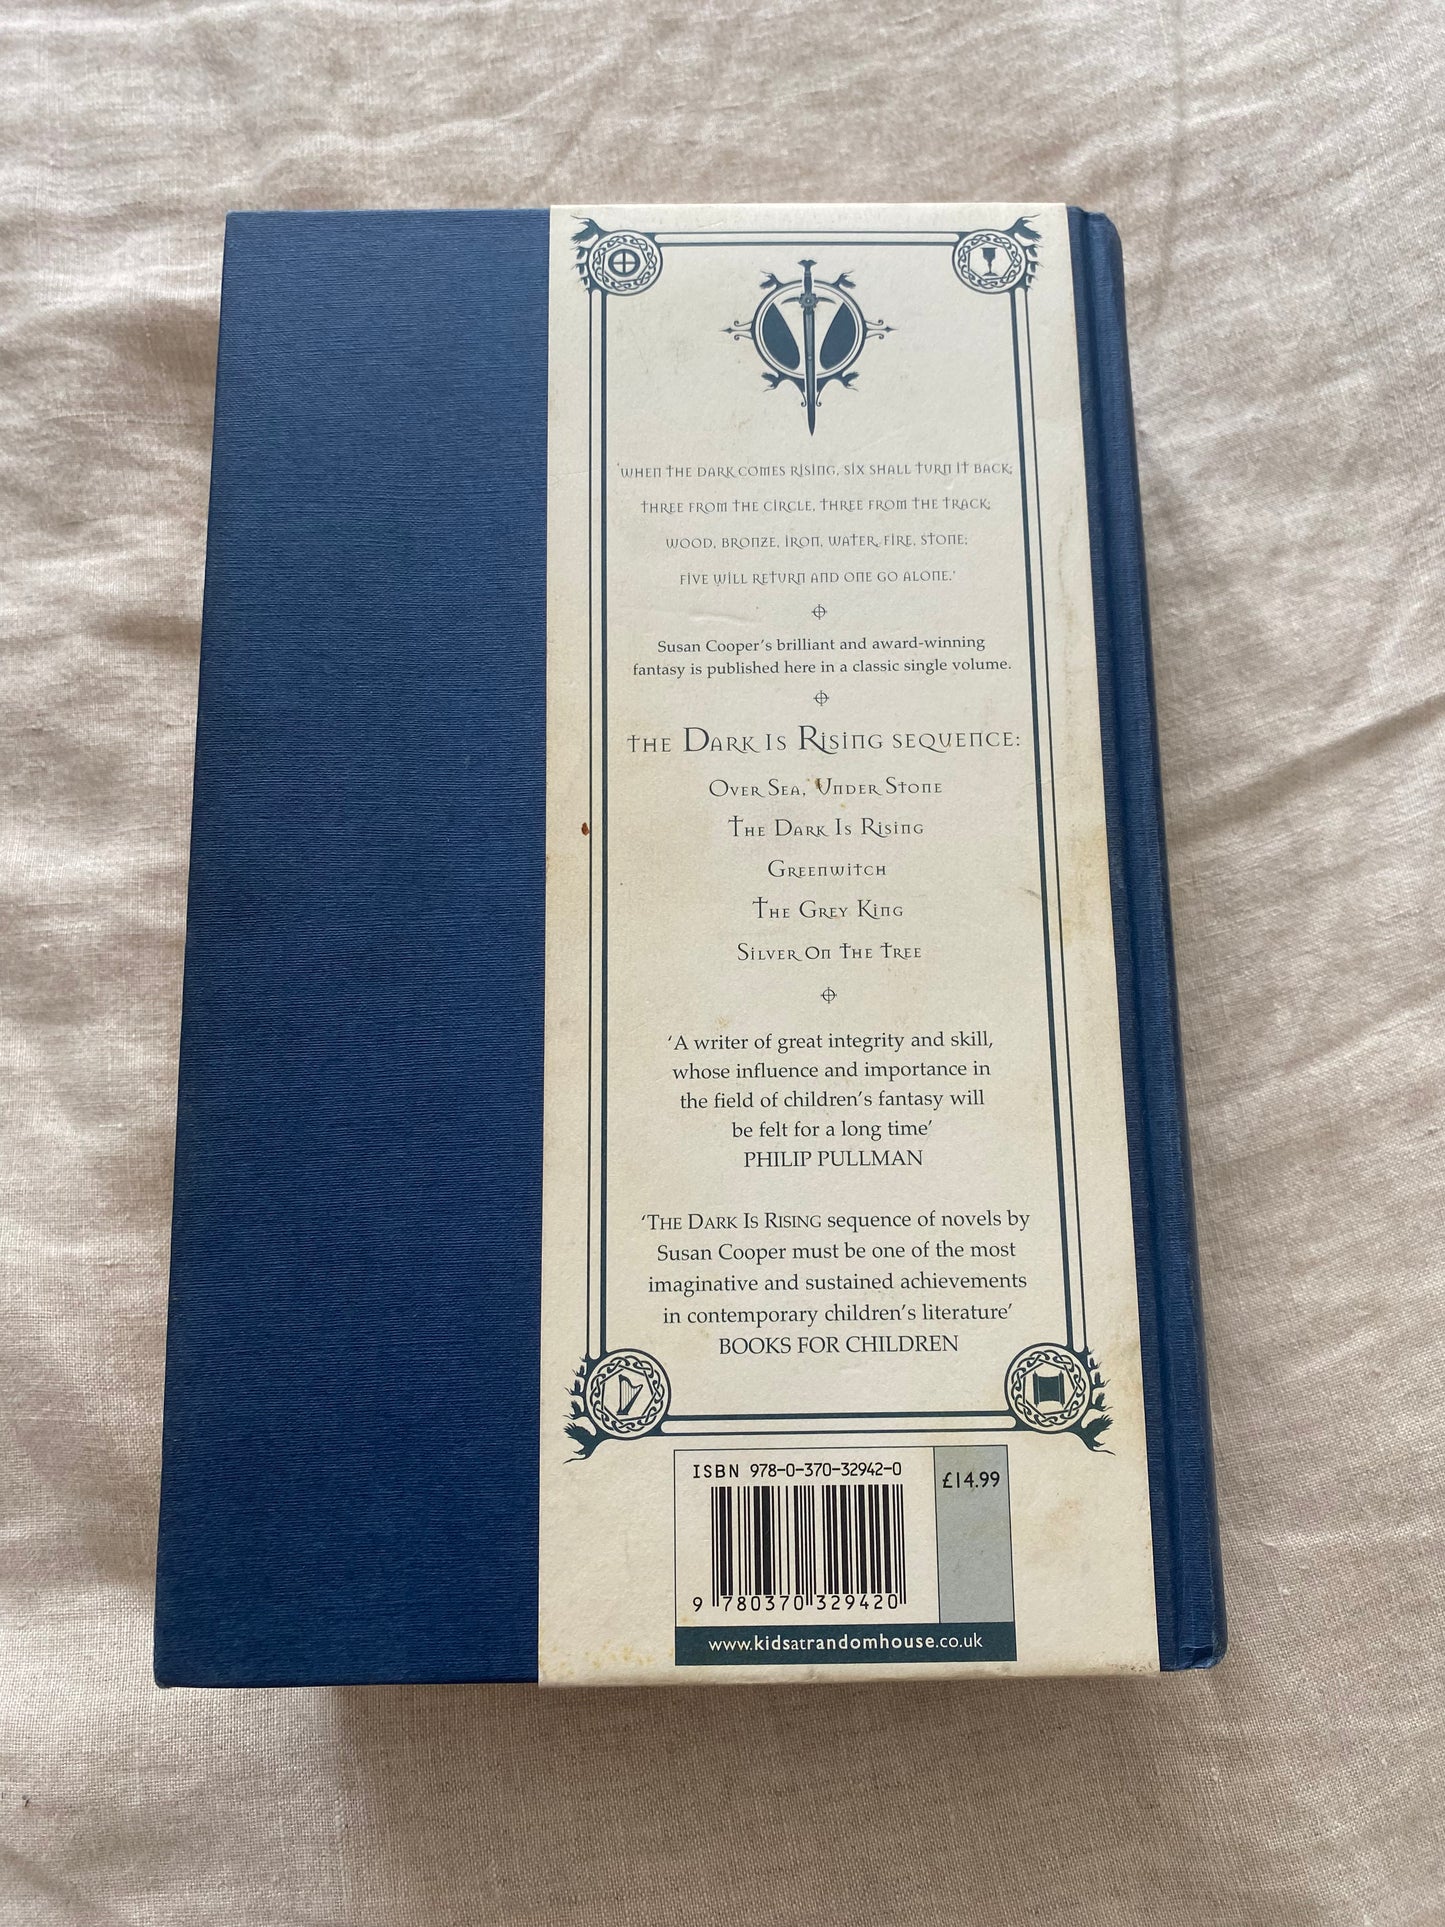 'WHEN THE DARK COMES RISING, SIX SHALL TURN IT BACK;
THREE FROM THE CIRCLE, THREE FROM THE TRACK;
WOOD, BRONZE, IRON, WATER, FIRE, STONE;
FIVE WILL RETURN AND ONE GO ALONE.'
Susan Cooper's brilliant and award-winning
fantasy is published here in a classic single volume.
THE DARK IS RISING SEQUENCE:
OVER SEA, UNDER STONE
THE DARK IS RISING
GREENWITCH
THE GREY KING
SILVER ON THE TREE
'A writer of great integrity and skill,
whose influence and importance in
the field of children's fantasy will
be felt for a long time'
PHILIP PULLMAN
'THE DARK IS RISING sequence of novels by
Susan Cooper must be one of the most
imaginative and sustained achievements
in contemporary children's literature'
BOOKS FOR CHILDREN
ISBN 978-0-370-32942-0
£14.99
9 780370 329420
www.kidsatrandomhouse.co.uk